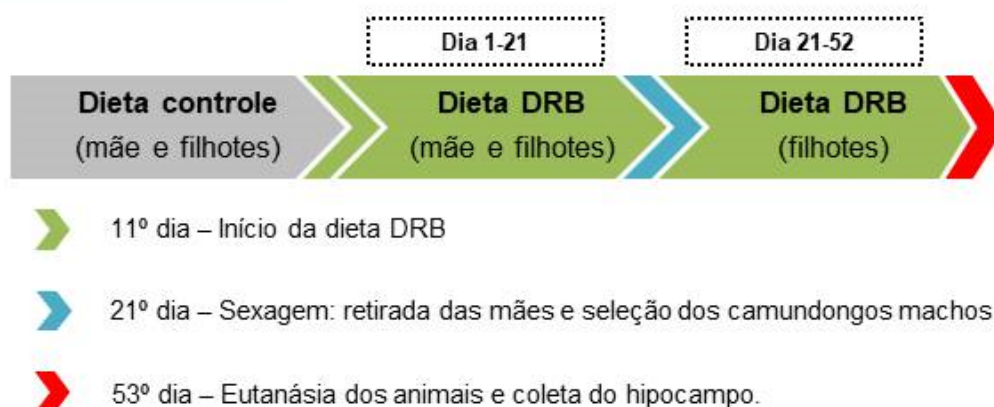 Dia 1-21
Dia 21-52
Dieta controle
(mãe e filhotes)
Dieta DRB
(mãe e filhotes)
Dieta DRB
(filhotes)
11º dia – Início da dieta DRB
21º dia – Sexagem: retirada das mães e seleção dos camundongos machos
53º dia – Eutanásia dos animais e coleta do hipocampo.